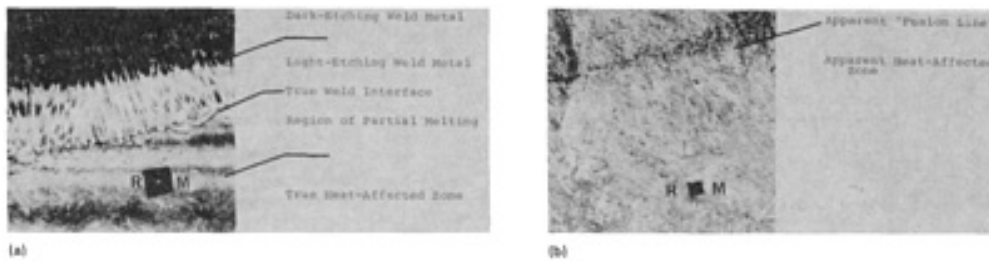 Dark-Etching Weld Metal
Light-Etching Weld Metal
True Weld Interface
Region of Partial Melting
R M
True Heat-Affected Zone
(a)
Apparent "Fusion Line"
Apparent Heat-Affected
Zone
R M
(b)